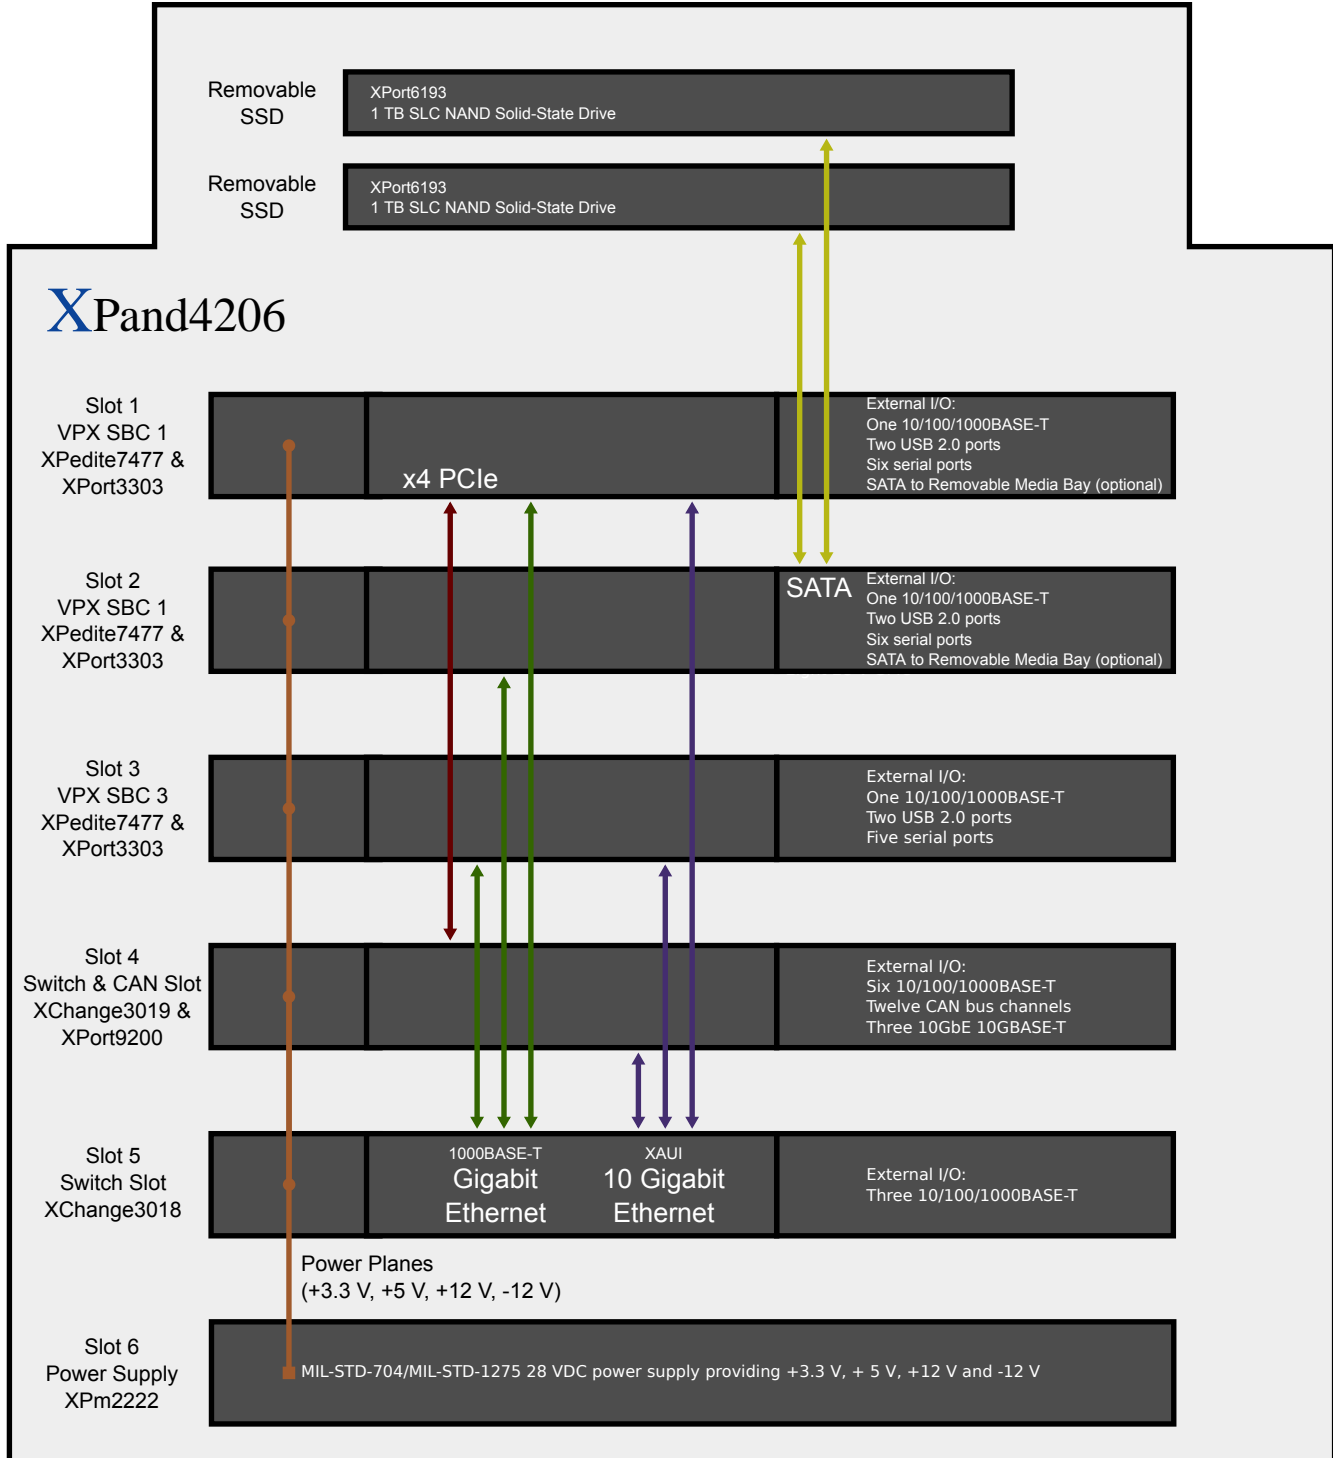 Removable
SSD
XPort6193
1 TB SLC NAND Solid-State Drive
Removable
SSD
XPort6193
1 TB SLC NAND Solid-State Drive
XPand4206
Slot 1
VPX SBC 1
XPedite7477 &
XPort3303
x4 PCIe
External I/O:
One 10/100/1000BASE-T
Two USB 2.0 ports
Six serial ports
SATA to Removable Media Bay (optional)
Slot 2
VPX SBC 1
XPedite7477 &
XPort3303
SATA
External I/O:
One 10/100/1000BASE-T
Two USB 2.0 ports
Six serial ports
SATA to Removable Media Bay (optional)
Slot 3
VPX SBC 3
XPedite7477 &
XPort3303
External I/O:
One 10/100/1000BASE-T
Two USB 2.0 ports
Five serial ports
Slot 4
Switch & CAN Slot
XChange3019 &
XPort9200
External I/O:
Six 10/100/1000BASE-T
Twelve CAN bus channels
Three 10GbE 10GBASE-T
Slot 5
Switch Slot
XChange3018
1000BASE-T
Gigabit
Ethernet
XAUI
10 Gigabit
Ethernet
External I/O:
Three 10/100/1000BASE-T
Power Planes
(+3.3 V, +5 V, +12 V, -12 V)
Slot 6
Power Supply
XPm2222
MIL-STD-704/MIL-STD-1275 28 VDC power supply providing +3.3 V, + 5 V, +12 V and -12 V